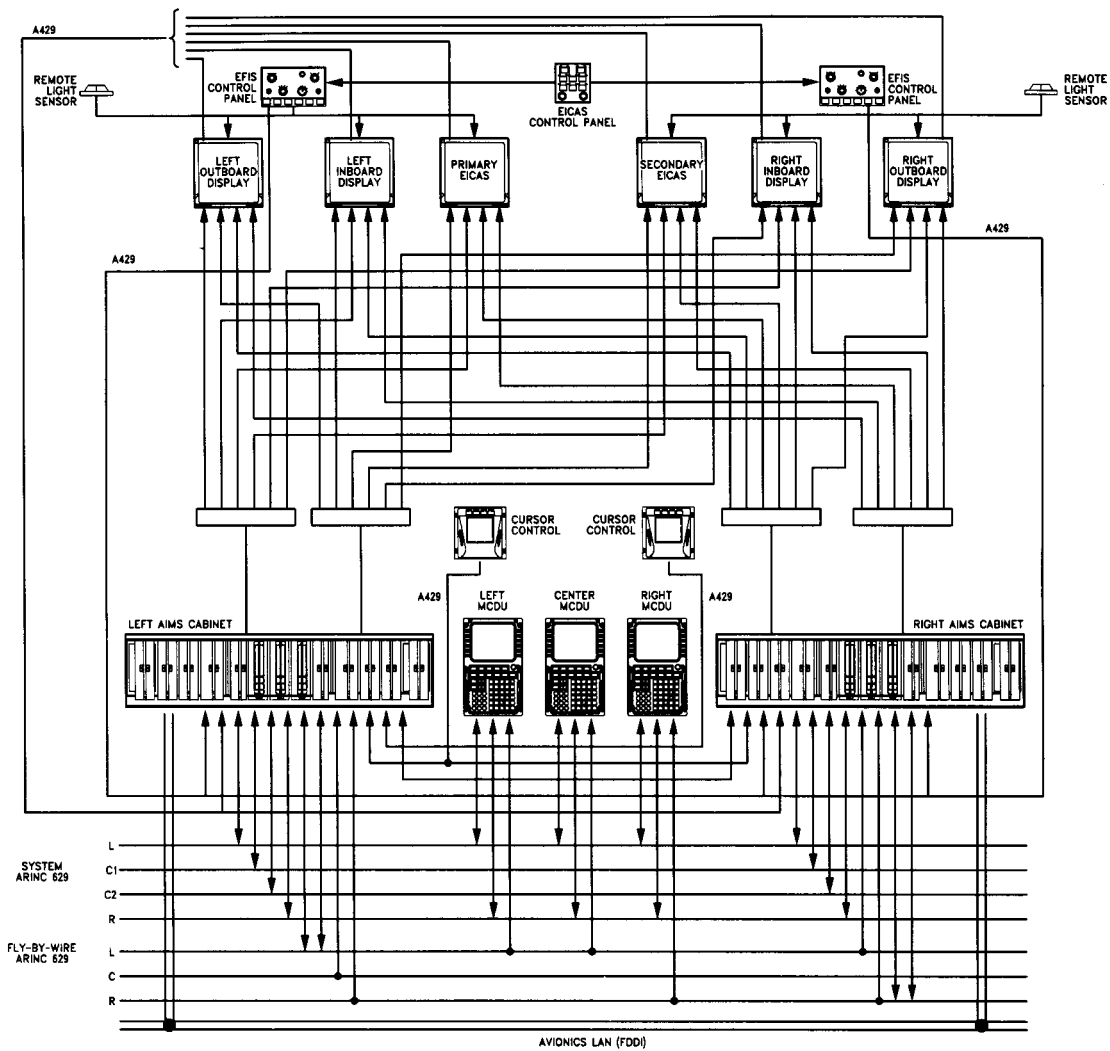 A429
REMOTE
LIGHT
SENSOR
EFIS
CONTROL
PANEL
EICAS
CONTROL PANEL
EFIS
CONTROL
PANEL
REMOTE
LIGHT
SENSOR
LEFT
OUTBOARD
DISPLAY
LEFT
INBOARD
DISPLAY
PRIMARY
EICAS
SECONDARY
EICAS
RIGHT
INBOARD
DISPLAY
RIGHT
OUTBOARD
DISPLAY
A429
A429
CURSOR
CONTROL
CURSOR
CONTROL
A429
A429
LEFT
MCDU
CENTER
MCDU
RIGHT
MCDU
LEFT AIMS CABINET
RIGHT AIMS CABINET
SYSTEM
ARINC 629
L
C1
C2
R
FLY-BY-WIRE
ARINC 629
L
C
R
AVIONICS LAN (FDDI)